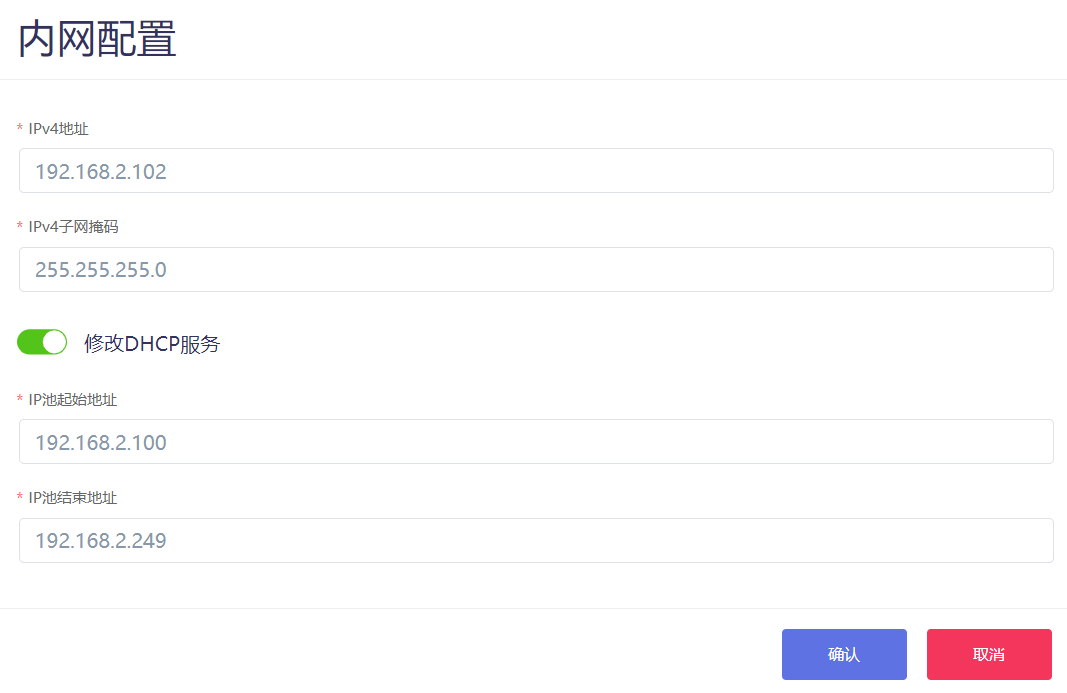 内网配置
* IPv4地址
192.168.2.102
* IPv4子网掩码
255.255.255.0
修改DHCP服务
* IP池起始地址
192.168.2.100
* IP池结束地址
192.168.2.249
确认 取消